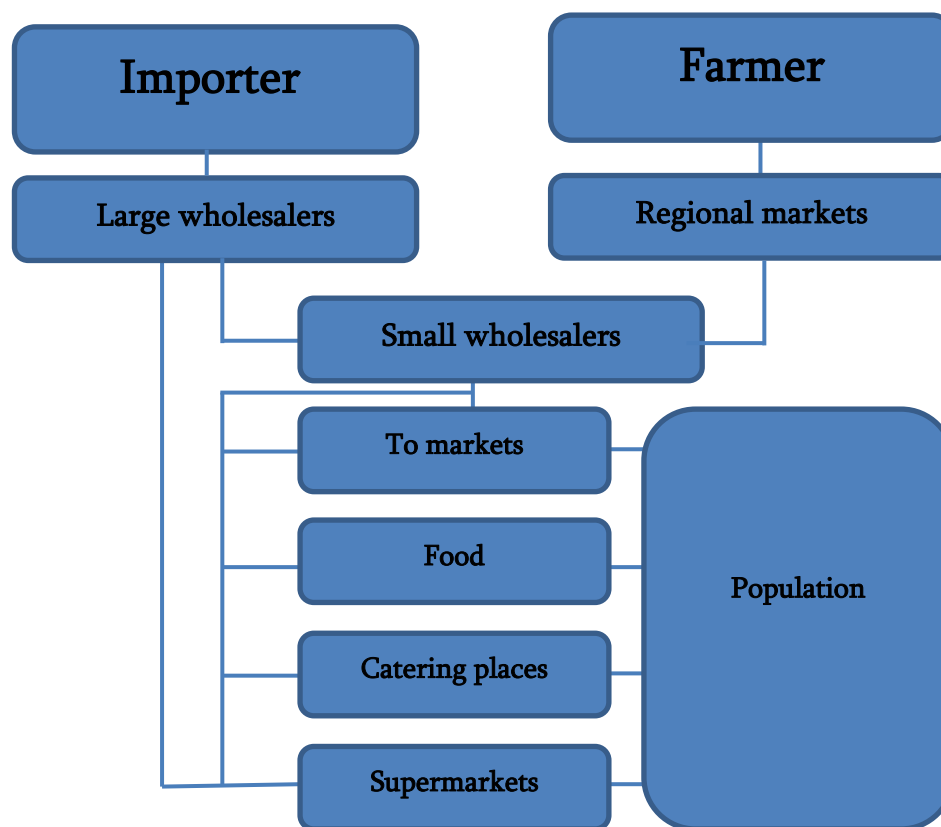 Importer
Farmer
Large wholesalers
Regional markets
Small wholesalers
To markets
Food
Population
Catering places
Supermarkets